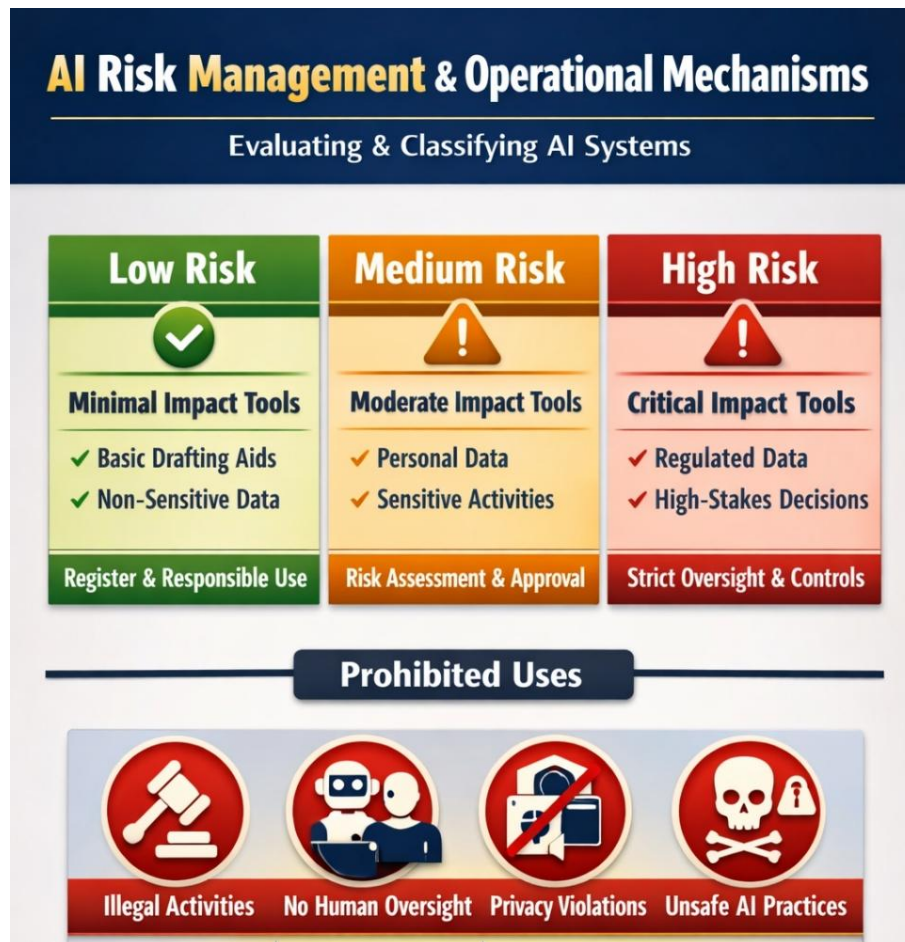 AI Risk Management & Operational Mechanisms
Evaluating & Classifying AI Systems
Low Risk
Minimal Impact Tools
Basic Drafting Aids
Non-Sensitive Data
Register & Responsible Use
Medium Risk
Moderate Impact Tools
Personal Data
Sensitive Activities
Risk Assessment & Approval
High Risk
Critical Impact Tools
Regulated Data
High-Stakes Decisions
Strict Oversight & Controls
Prohibited Uses
Illegal Activities
No Human Oversight
Privacy Violations
Unsafe AI Practices